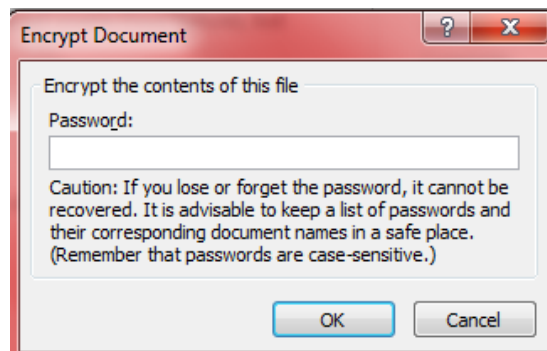 Encrypt Document
Encrypt the contents of this file
Password:
Caution: If you lose or forget the password, it cannot be
recovered. It is advisable to keep a list of passwords and
their corresponding document names in a safe place.
(Remember that passwords are case-sensitive.)
OK
Cancel